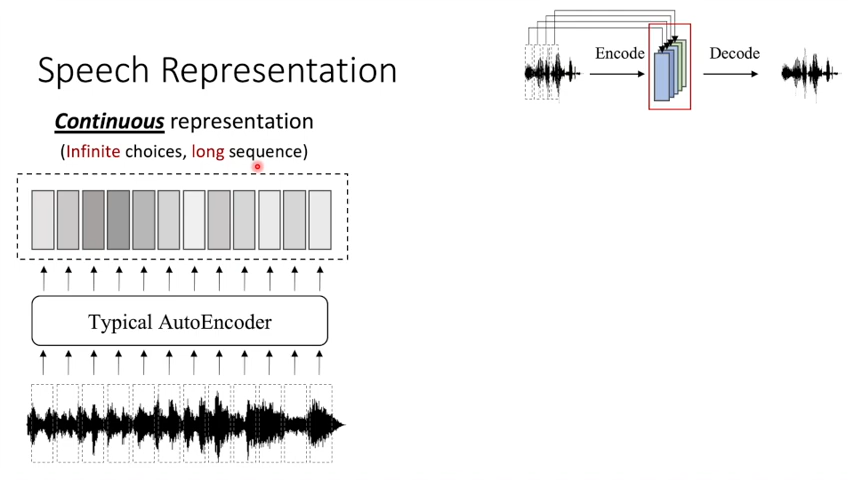 Speech Representation
Encode
Decode
Continuous representation
(Infinite choices, long sequence)
Typical AutoEncoder